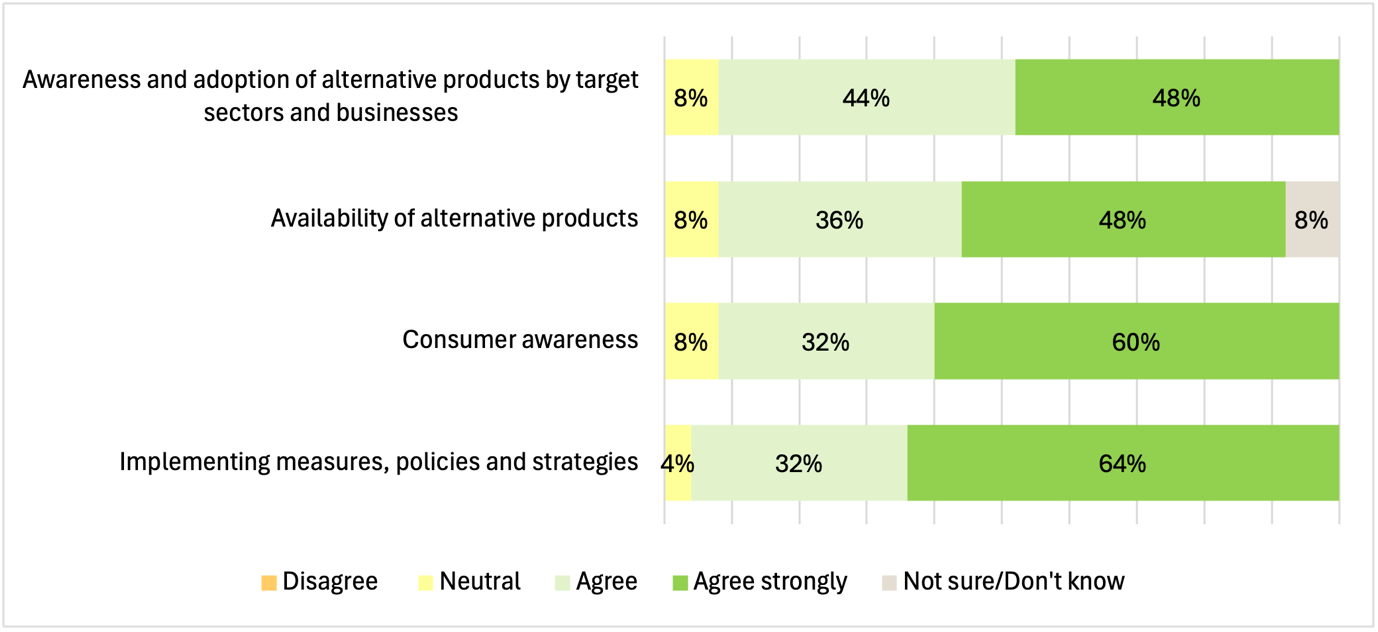 Awareness and adoption of alternative products by target
sectors and businesses
8% 44% 48%
Availability of alternative products
8% 36% 48% 8%
Consumer awareness
8% 32% 60%
Implementing measures, policies and strategies
4% 32% 64%
Disagree Neutral Agree Agree strongly Not sure/Don't know